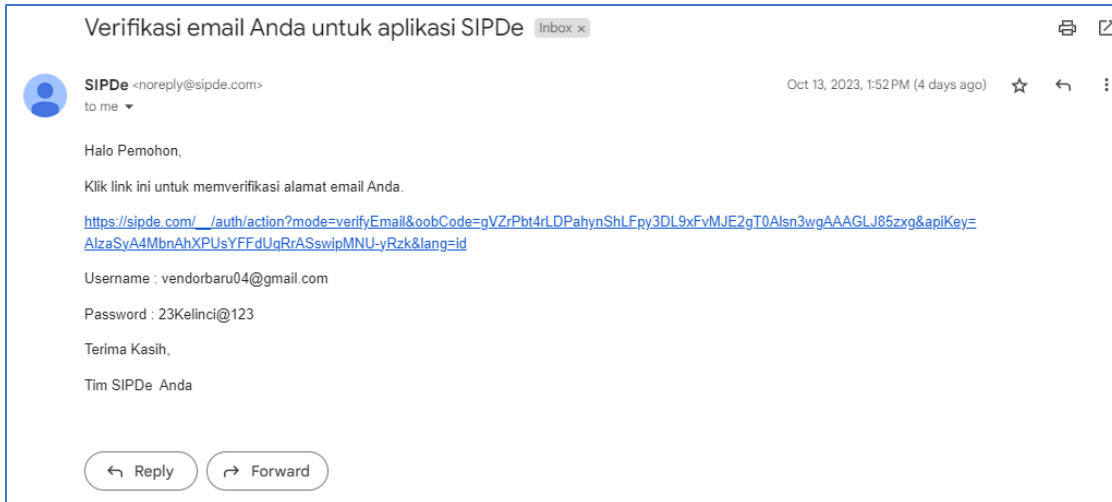 Verifikasi email Anda untuk aplikasi SIPDe Inbox ×
SIPDe <noreply@sipde.com> Oct 13, 2023, 1:52 PM (4 days ago)
to me
Halo Pemohon,
Klik link ini untuk memverifikasi alamat email Anda.
https://sipde.com/__/auth/action?mode=verifyEmail&oobCode=gVZrPbt4rLDPahynShLFpy3DL9xFvMJE2gT0Alsn3wgAAAGLJ85zxg&apiKey=
AIzaSyA4MbnAhXPUsYFFdUqRrASswipMNU-yRzk&lang=id
Username : vendorbaru04@gmail.com
Password : 23Kelinci@123
Terima Kasih,
Tim SIPDe Anda
Reply Forward